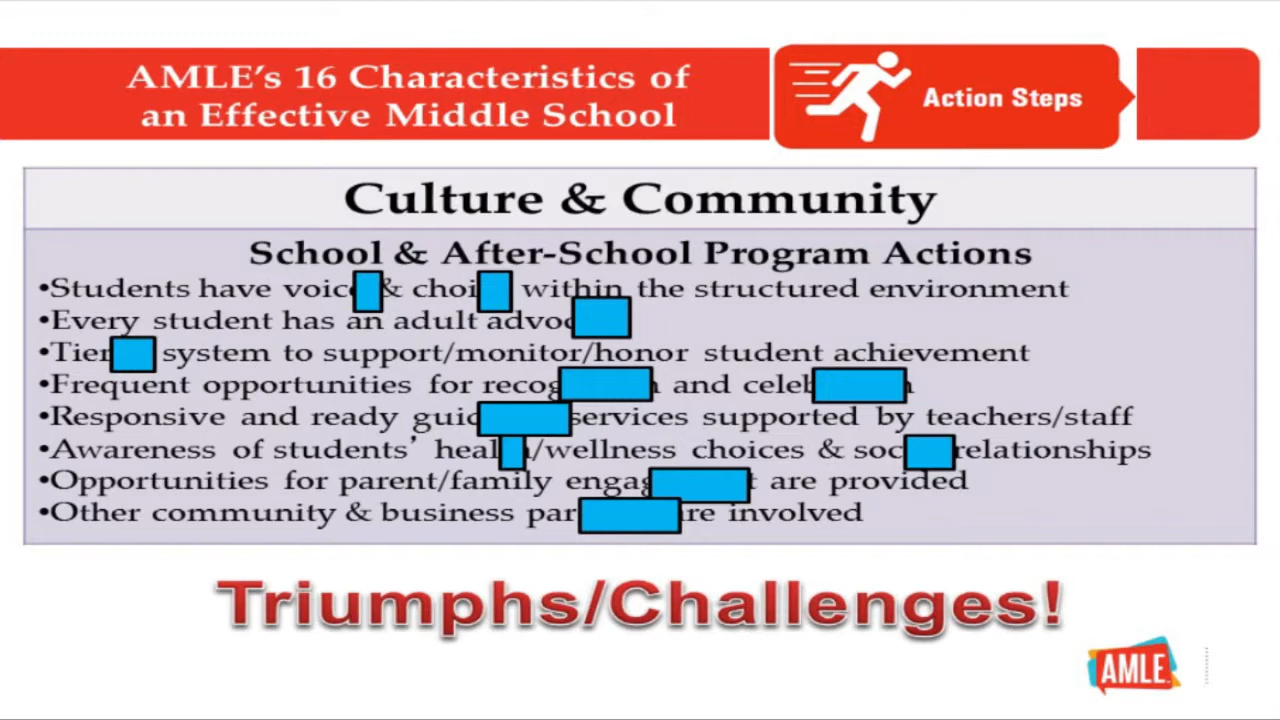 AMLE's 16 Characteristics of
an Effective Middle School
Action Steps
Culture & Community
School & After-School Program Actions
•Students have & within the structured environment
•Every student has an adult
• system to support/monitor/honor student achievement
•Frequent opportunities for and
•Responsive and ready services supported by teachers/staff
•Awareness of students' /wellness choices & relationships
•Opportunities for parent/family are provided
•Other community & business involved
Triumphs/Challenges!
AMLE